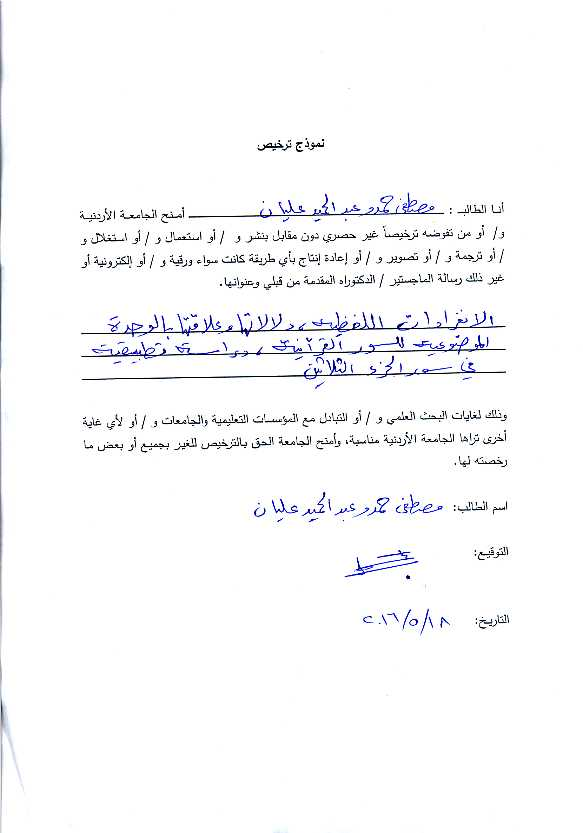 نموذج ترخيص
أنا الطالب : مصطفى حمدو عبد الحميد عليان أمنح الجامعة الأردنية
و/ أو من تفوضه ترخيصاً غير حصري دون مقابل بنشر و / أو استعمال و / أو استغلال و
/ أو ترجمة و / أو تصوير و / أو إعادة إنتاج بأي طريقة كانت سواء ورقية و / أو إلكترونية أو
غير ذلك رسالة الماجستير / الدكتوراه المقدمة من قبلي وعنوانها.
الانفرادات اللفظية، دلالاتها وعلاقتها بالوحدة
الموضوعية للسور القرآنية، دراسة تطبيقية
في سور الجزء الثلاثين
وذلك لغايات البحث العلمي و / أو التبادل مع المؤسسات التعليمية والجامعات و / أو لأي غاية
أخرى تراها الجامعة الأردنية مناسبة، وأمنح الجامعة الحق بالترخيص للغير بجميع أو بعض ما
رخصته لها.
اسم الطالب: مصطفى حمدو عبد الحميد عليان
التوقيع:
التاريخ: ٢٠١٦/٥/١٨